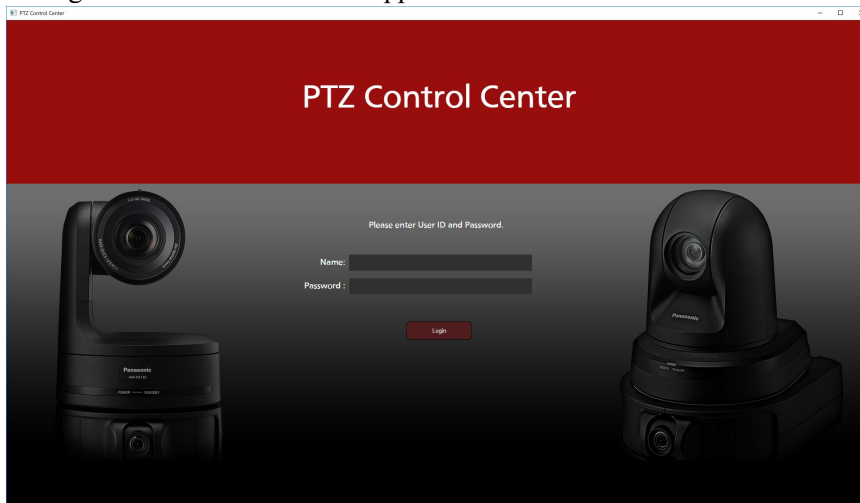 PTZ Control Center
PTZ Control Center
Please enter User ID and Password.
Name:
Password :
Login
Panasonic
POWER STANDBY
Panasonic